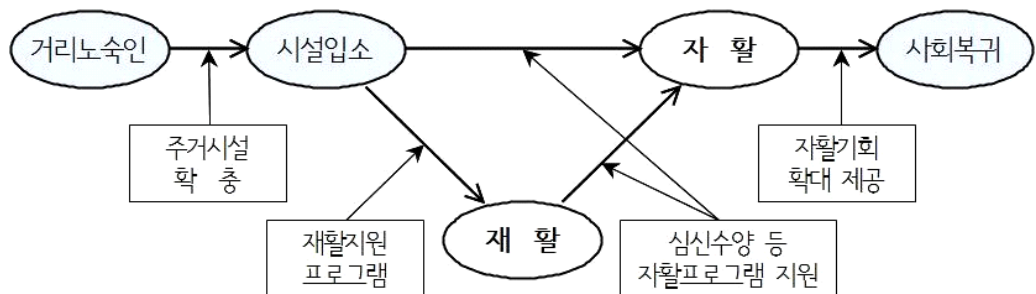 거리노숙인
시설입소
자 활
사회복귀
주거시설
확 충
자활기회
확대 제공
재 활
재활지원
프로그램
심신수양 등
자활프로그램 지원